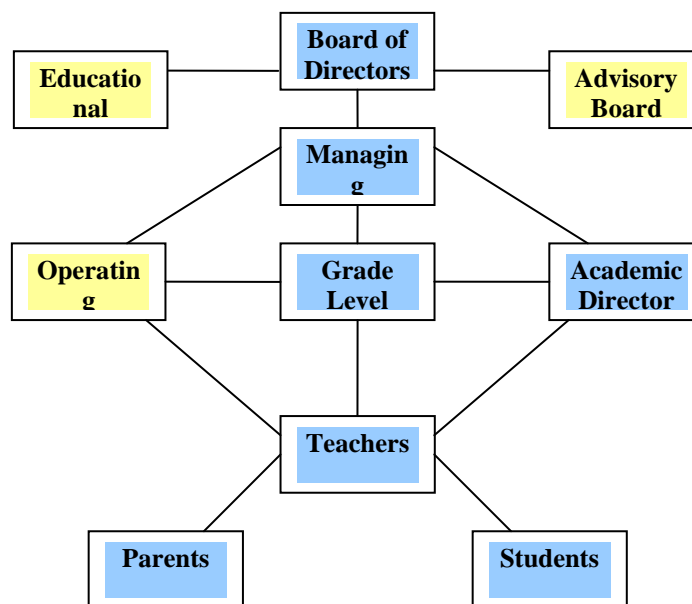 Board of
Directors
Educatio
nal
Advisory
Board
Managin
g
Operatin
g
Grade
Level
Academic
Director
Teachers
Parents
Students